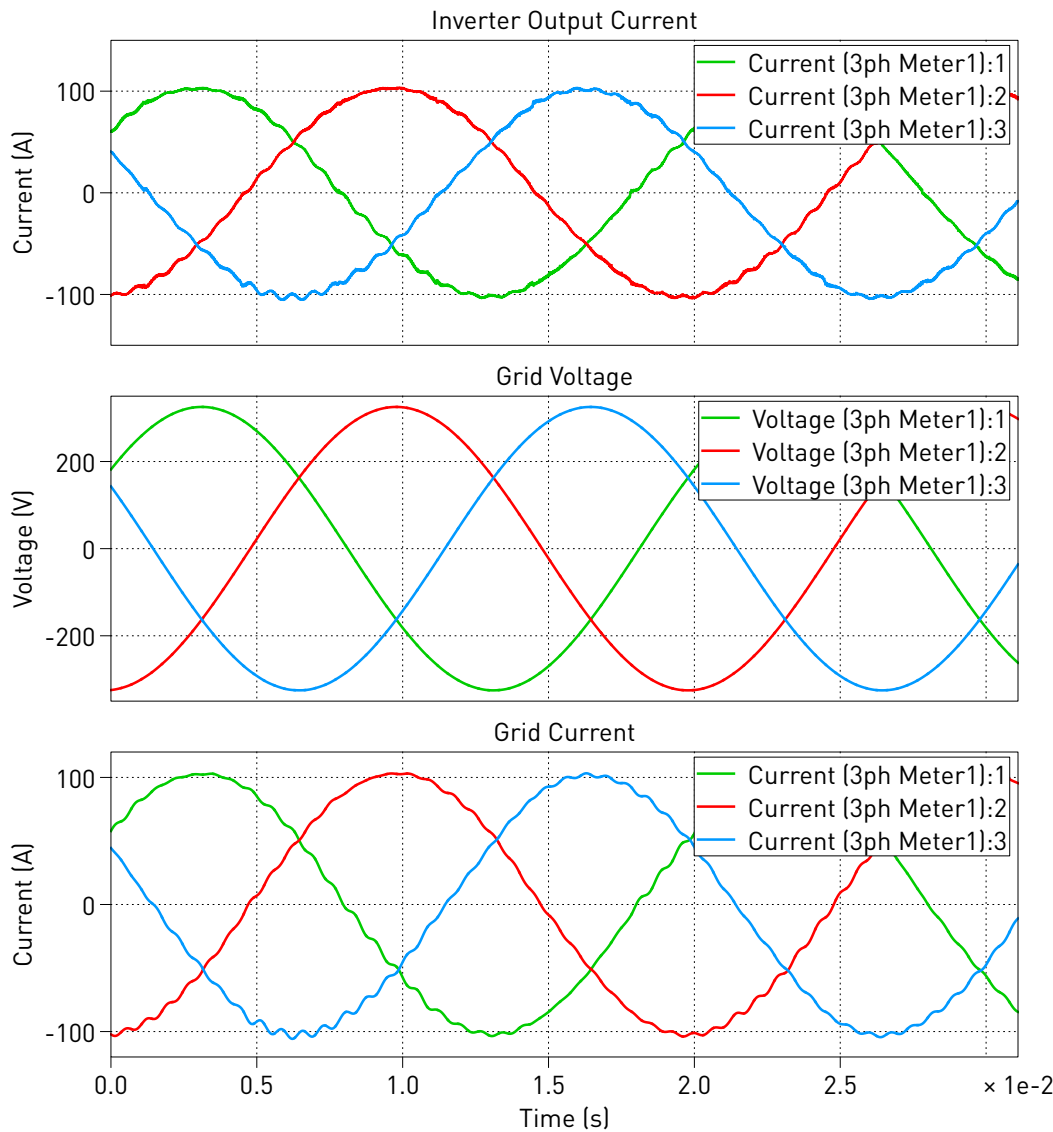 Inverter Output Current
Current (3ph Meter1):1
Current (3ph Meter1):2
Current (3ph Meter1):3
100
0
-100
Current (A)
Grid Voltage
Voltage (3ph Meter1):1
Voltage (3ph Meter1):2
Voltage (3ph Meter1):3
200
0
-200
Voltage (V)
Grid Current
Current (3ph Meter1):1
Current (3ph Meter1):2
Current (3ph Meter1):3
100
0
-100
Current (A)
0.0 0.5 1.0 1.5 2.0 2.5 × 1e-2
Time (s)